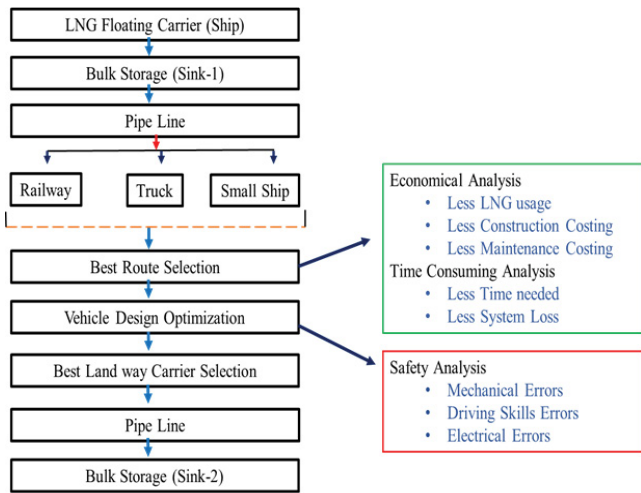 LNG Floating Carrier (Ship)
Bulk Storage (Sink-1)
Pipe Line
Railway
Truck
Small Ship
Best Route Selection
Vehicle Design Optimization
Best Land way Carrier Selection
Pipe Line
Bulk Storage (Sink-2)
Economical Analysis
• Less LNG usage
• Less Construction Costing
• Less Maintenance Costing
Time Consuming Analysis
• Less Time needed
• Less System Loss
Safety Analysis
• Mechanical Errors
• Driving Skills Errors
• Electrical Errors